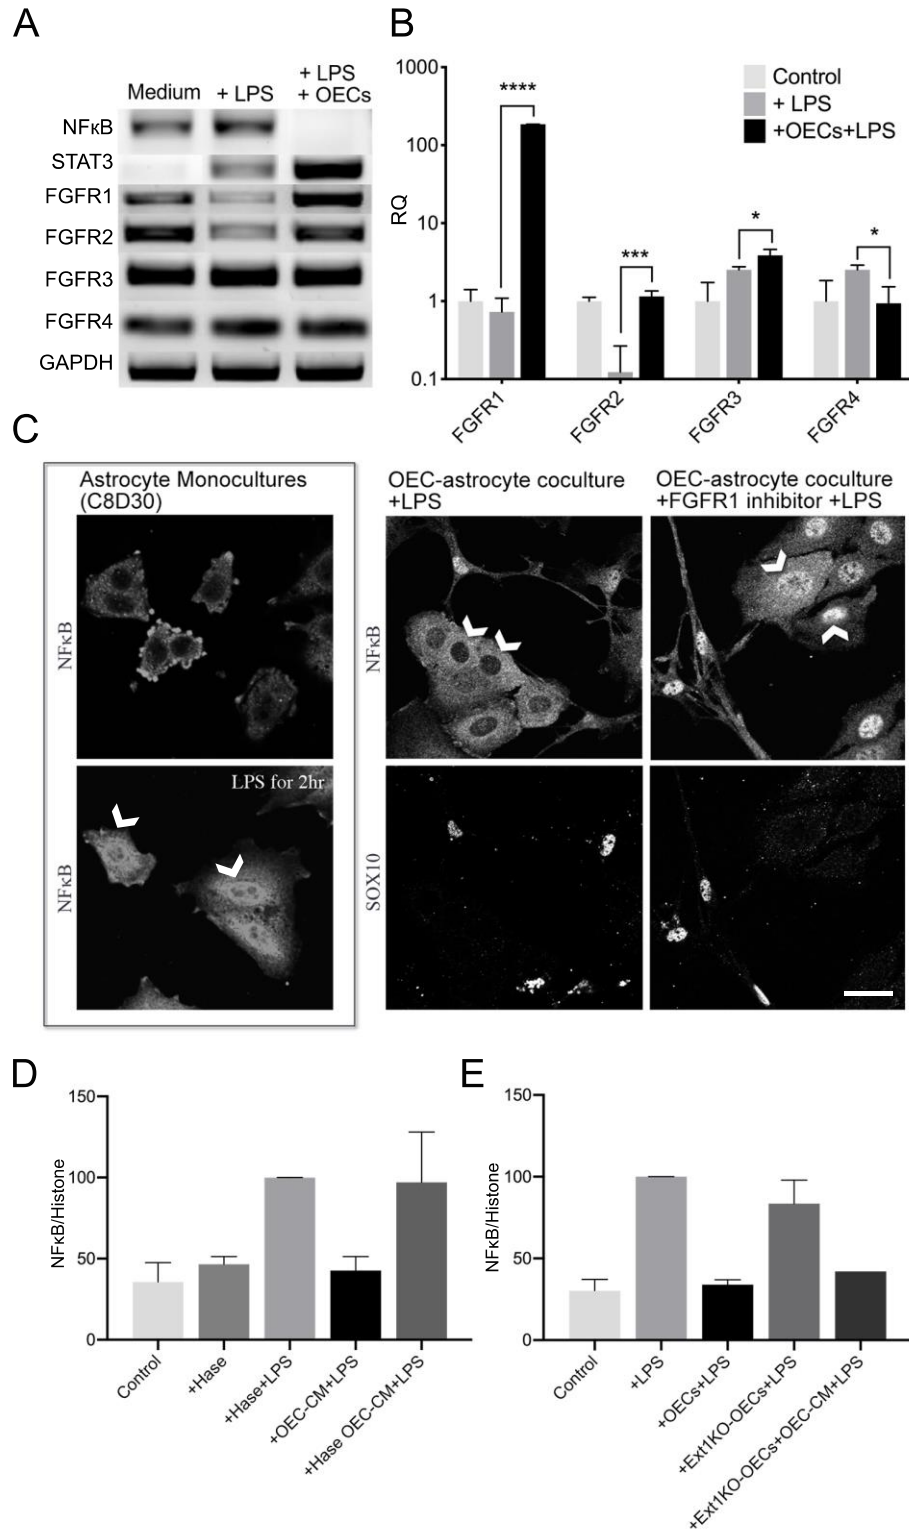 A
Medium
+ LPS
+ LPS
+ OECs
NFκB
STAT3
FGFR1
FGFR2
FGFR3
FGFR4
GAPDH
B
1000
100
10
1
0.1
RQ
Control
+ LPS
+OECs+LPS
****
***
*
*
FGFR1
FGFR2
FGFR3
FGFR4
C
Astrocyte Monocultures
(C8D30)
OEC-astrocyte coculture
+LPS
OEC-astrocyte coculture
+FGFR1 inhibitor +LPS
NFκB
NFκB
LPS for 2hr
NFκB
SOX10
D
150
100
50
0
NFκB/Histone
Control
+Hase
+Hase+LPS
+OEC-CM+LPS
+Hase OEC-CM+LPS
E
150
100
50
0
NFκB/Histone
Control
+LPS
+OECs+LPS
+Ext1KO-OECs+LPS
+Ext1KO-OECs+OEC-CM+LPS